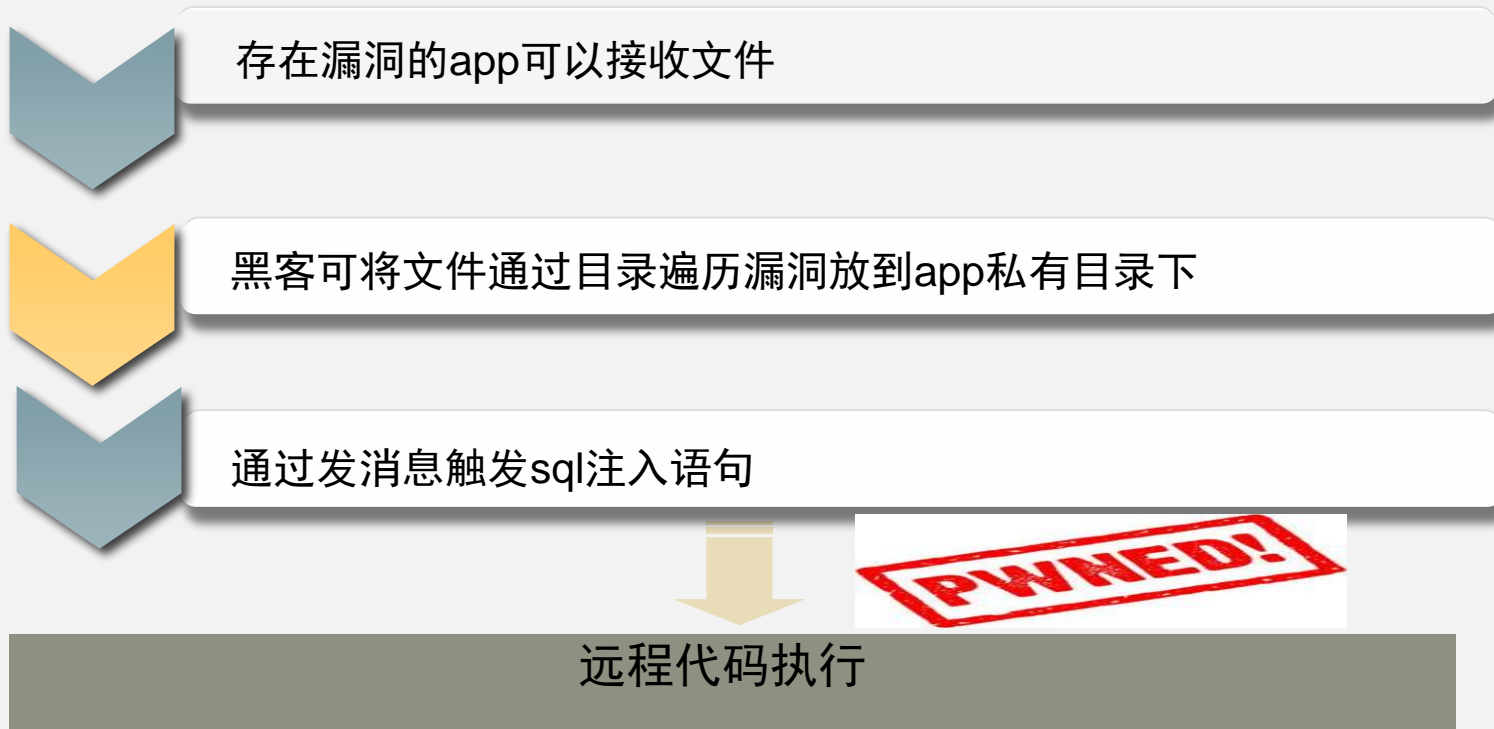 存在漏洞的app可以接收文件
黑客可将文件通过目录遍历漏洞放到app私有目录下
通过发消息触发sql注入语句
PWNED!
远程代码执行